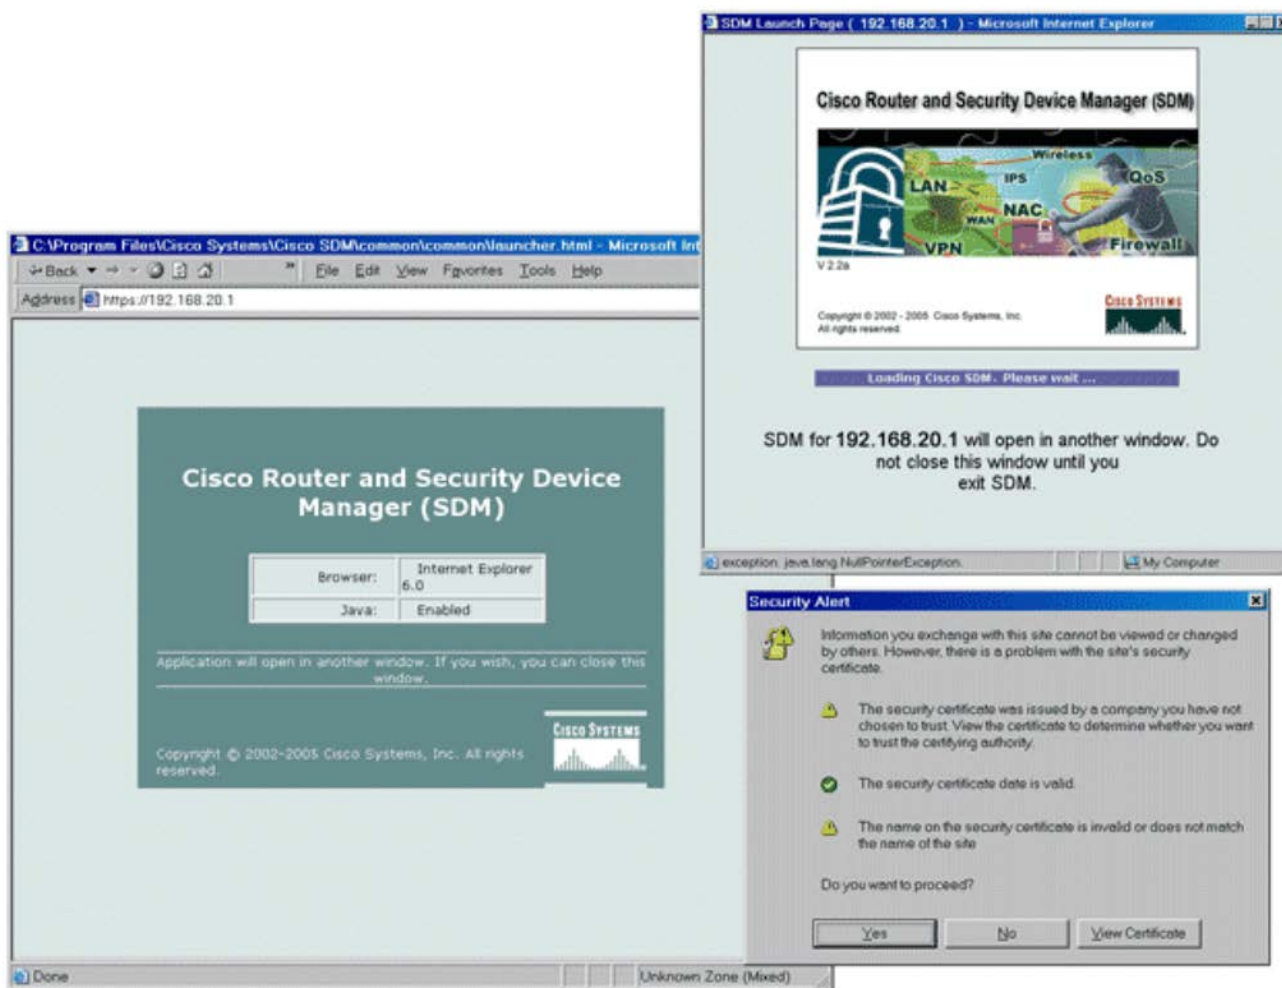 SDM Launch Page ( 192.168.20.1 ) - Microsoft Internet Explorer
Cisco Router and Security Device Manager (SDM)
Wireless
LAN
IPS
QoS
WAN
NAC
VPN
Firewall
V 2.2a
Copyright © 2002 - 2005 Cisco Systems, Inc.
All rights reserved.
CISCO SYSTEMS
Loading Cisco SDM. Please wait ...
SDM for 192.168.20.1 will open in another window. Do
not close this window until you
exit SDM.
exception: java.lang.NullPointerException.
My Computer
C:\Program Files\Cisco Systems\Cisco SDM\common\common\launcher.html - Microsoft Int
Back
File Edit View Favorites Tools Help
Address https://192.168.20.1
Cisco Router and Security Device
Manager (SDM)
Browser: Internet Explorer
6.0
Java: Enabled
Application will open in another window. If you wish, you can close this
window.
Copyright © 2002-2005 Cisco Systems, Inc. All rights
reserved.
CISCO SYSTEMS
Done
Unknown Zone (Mixed)
Security Alert
Information you exchange with this site cannot be viewed or changed
by others. However, there is a problem with the site's security
certificate.
The security certificate was issued by a company you have not
chosen to trust. View the certificate to determine whether you want
to trust the certifying authority.
The security certificate date is valid.
The name on the security certificate is invalid or does not match
the name of the site
Do you want to proceed?
Yes
No
View Certificate